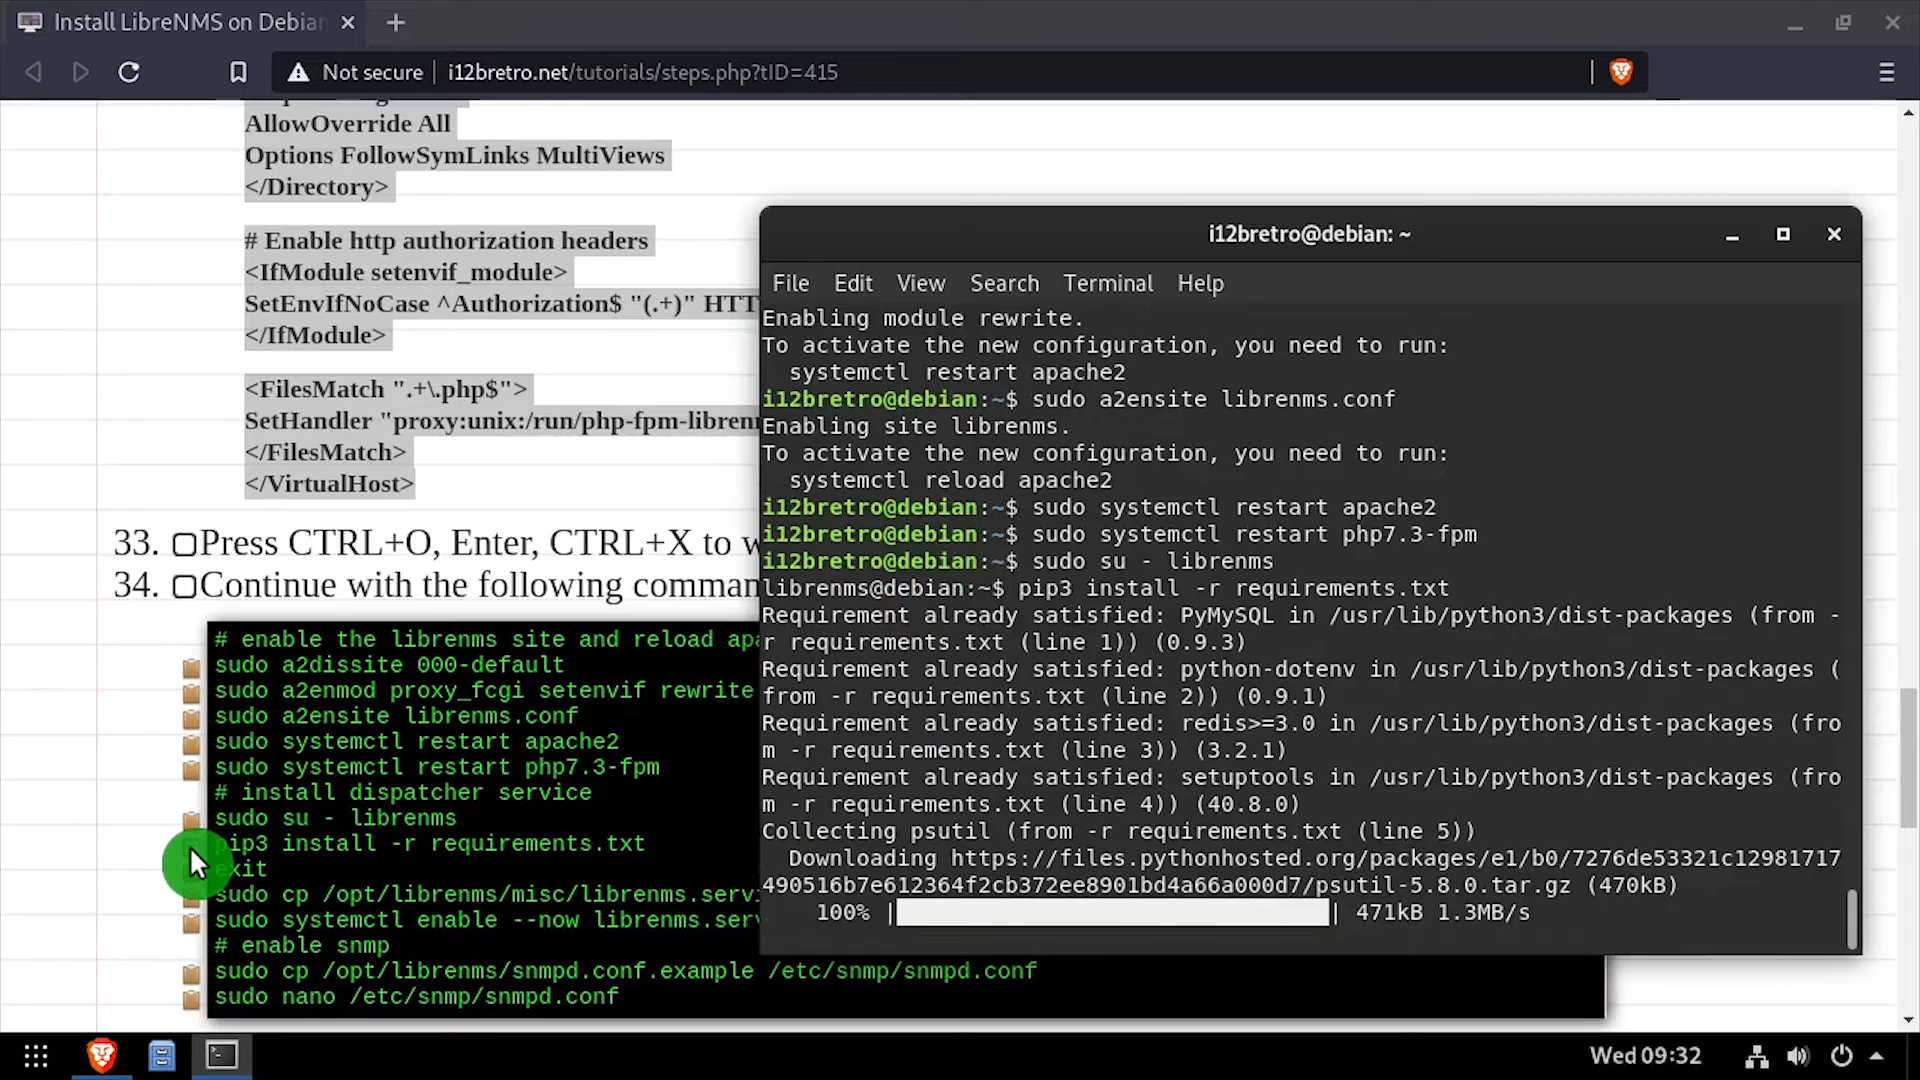 Install LibreNMS on Debian
Not secure
i12bretro.net/tutorials/steps.php?tID=415
AllowOverride All
Options FollowSymLinks MultiViews
</Directory>
# Enable http authorization headers
<IfModule setenvif_module>
SetEnvIfNoCase ^Authorization$ "(.+)" HTT
</IfModule>
<FilesMatch ".+\.php$">
SetHandler "proxy:unix:/run/php-fpm-libren
</FilesMatch>
</VirtualHost>
33. Press CTRL+O, Enter, CTRL+X to w
34. Continue with the following comman
# enable the librenms site and reload apa
sudo a2dissite 000-default
sudo a2enmod proxy_fcgi setenvif rewrite
sudo a2ensite librenms.conf
sudo systemctl restart apache2
sudo systemctl restart php7.3-fpm
# install dispatcher service
sudo su - librenms
pip3 install -r requirements.txt
exit
sudo cp /opt/librenms/misc/librenms.servi
sudo systemctl enable --now librenms.serv
# enable snmp
sudo cp /opt/librenms/snmpd.conf.example /etc/snmp/snmpd.conf
sudo nano /etc/snmp/snmpd.conf
i12bretro@debian: ~
File Edit View Search Terminal Help
Enabling module rewrite.
To activate the new configuration, you need to run:
systemctl restart apache2
i12bretro@debian:~$ sudo a2ensite librenms.conf
Enabling site librenms.
To activate the new configuration, you need to run:
systemctl reload apache2
i12bretro@debian:~$ sudo systemctl restart apache2
i12bretro@debian:~$ sudo systemctl restart php7.3-fpm
i12bretro@debian:~$ sudo su - librenms
librenms@debian:~$ pip3 install -r requirements.txt
Requirement already satisfied: PyMySQL in /usr/lib/python3/dist-packages (from -
r requirements.txt (line 1)) (0.9.3)
Requirement already satisfied: python-dotenv in /usr/lib/python3/dist-packages (
from -r requirements.txt (line 2)) (0.9.1)
Requirement already satisfied: redis>=3.0 in /usr/lib/python3/dist-packages (fro
m -r requirements.txt (line 3)) (3.2.1)
Requirement already satisfied: setuptools in /usr/lib/python3/dist-packages (fro
m -r requirements.txt (line 4)) (40.8.0)
Collecting psutil (from -r requirements.txt (line 5))
Downloading https://files.pythonhosted.org/packages/e1/b0/7276de53321c12981717
490516b7e612364f2cb372ee8901bd4a66a000d7/psutil-5.8.0.tar.gz (470kB)
100% | | 471kB 1.3MB/s
Wed 09:32